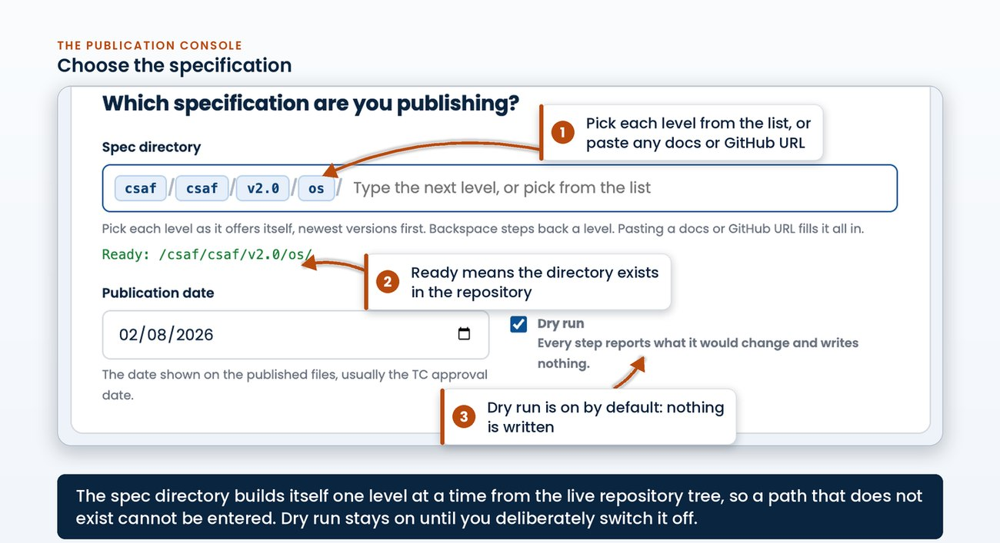 THE PUBLICATION CONSOLE
Choose the specification
Which specification are you publishing?
1
Pick each level from the list, or
paste any docs or GitHub URL
Spec directory
csaf / csaf / v2.0 / os / Type the next level, or pick from the list
Pick each level as it offers itself, newest versions first. Backspace steps back a level. Pasting a docs or GitHub URL fills it all in.
Ready: /csaf/csaf/v2.0/os/
2
Ready means the directory exists
in the repository
Publication date
02/08/2026
Dry run
Every step reports what it would change and writes
nothing.
The date shown on the published files, usually the TC approval
date.
3
Dry run is on by default: nothing
is written
The spec directory builds itself one level at a time from the live repository tree, so a path that does not
exist cannot be entered. Dry run stays on until you deliberately switch it off.